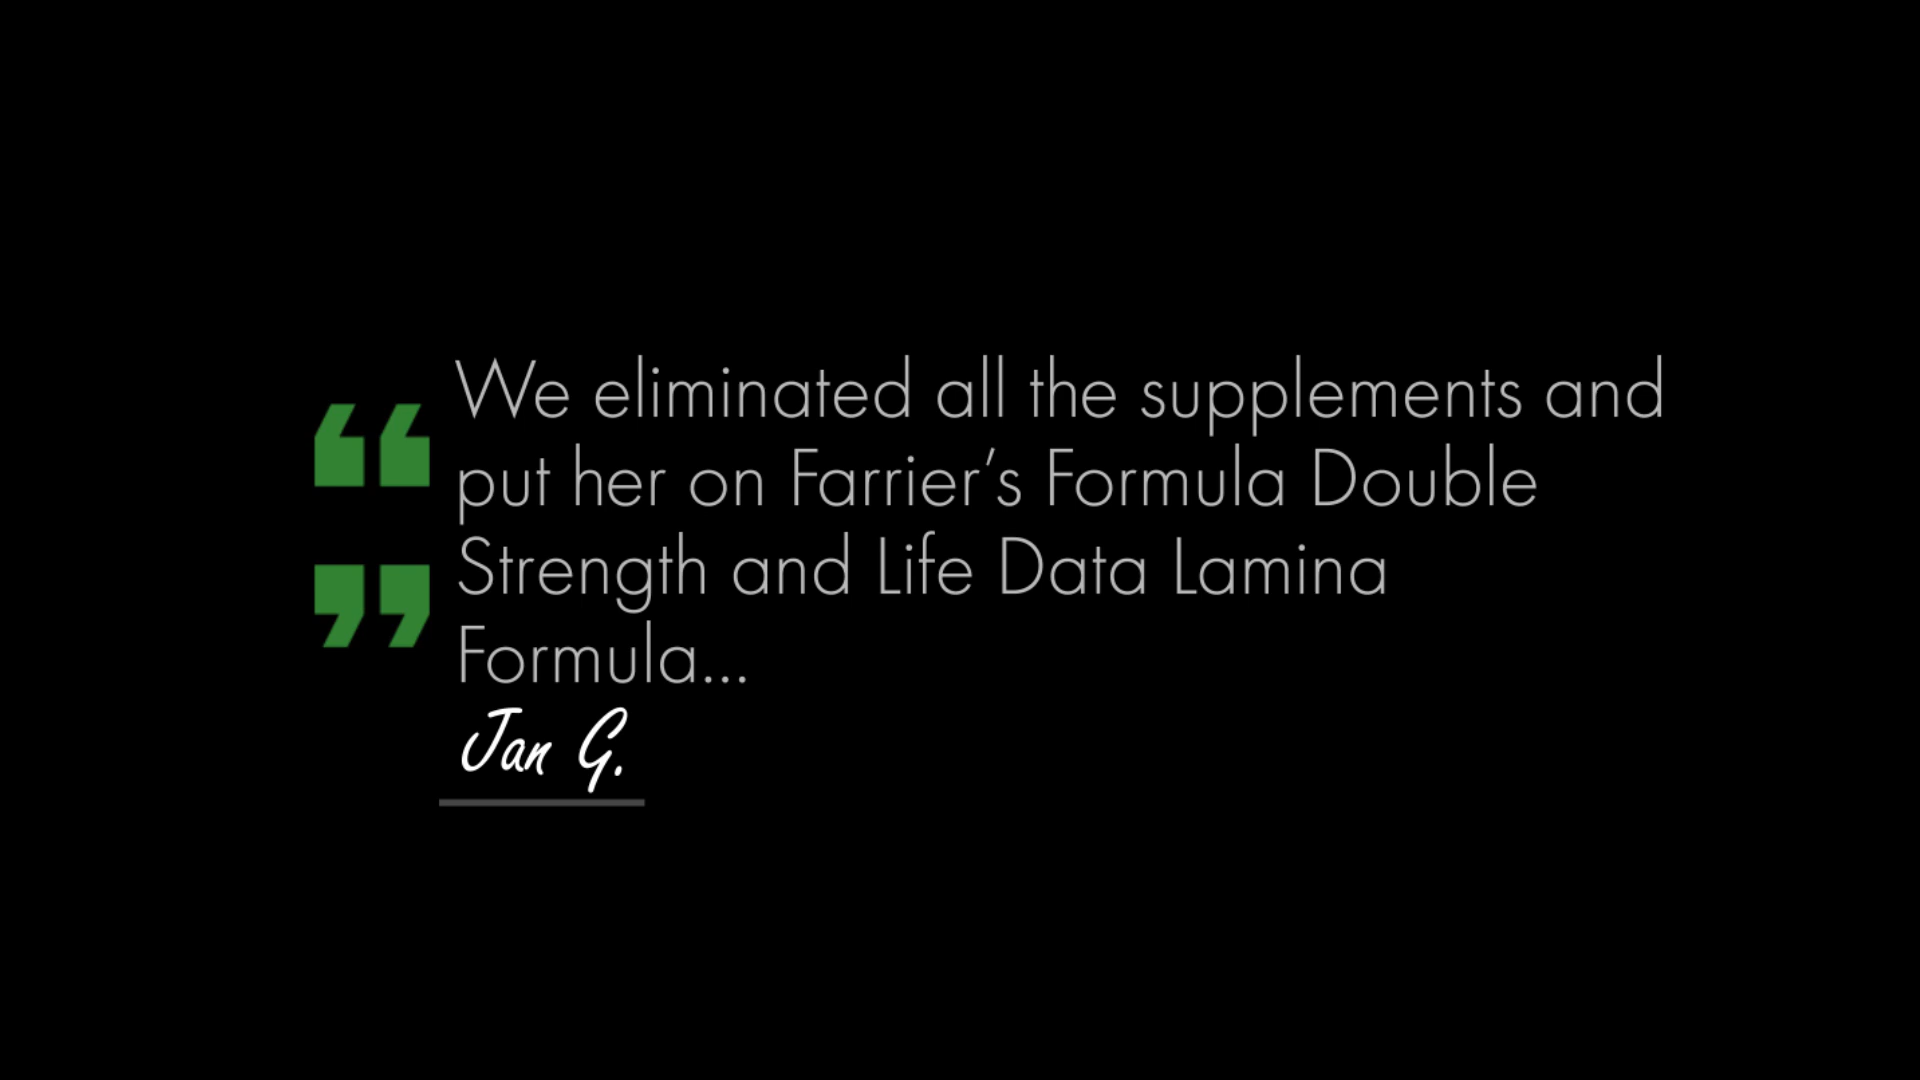 We eliminated all the supplements and
put her on Farrier’s Formula Double
Strength and Life Data Lamina
Formula...
Jan G.